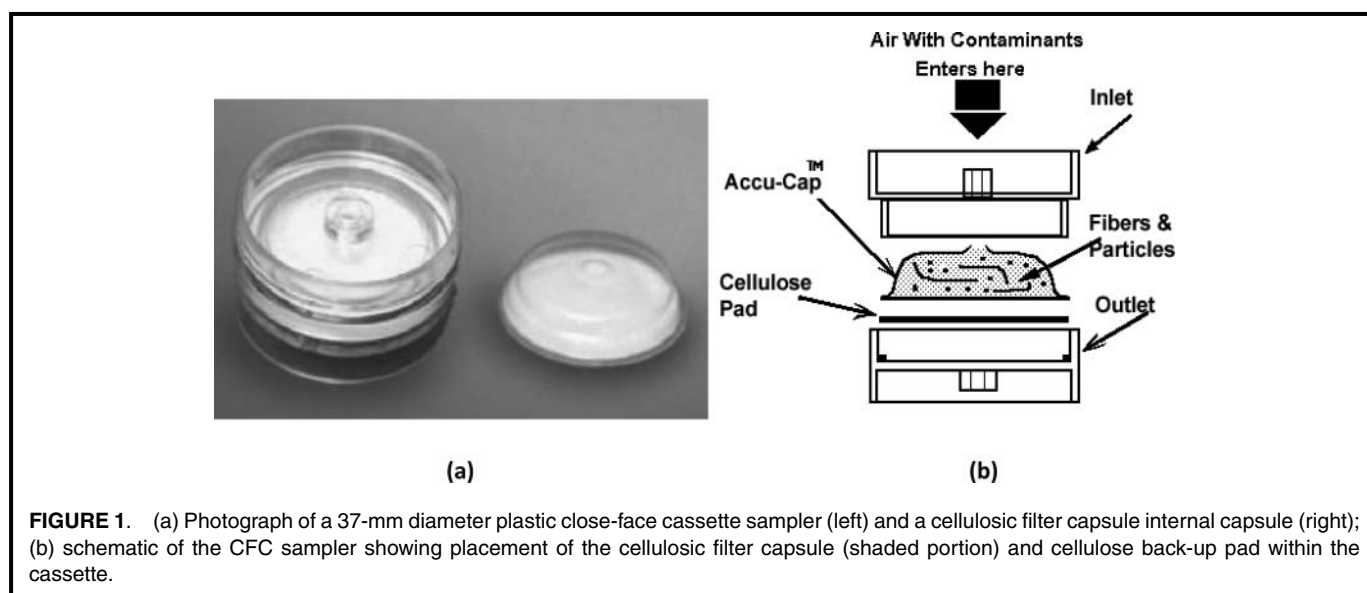 Air With Contaminants
Enters here
Inlet
Accu-Cap™
Fibers &
Particles
Cellulose
Pad
Outlet
(a)
(b)
FIGURE 1. (a) Photograph of a 37-mm diameter plastic close-face cassette sampler (left) and a cellulosic filter capsule internal capsule (right);
(b) schematic of the CFC sampler showing placement of the cellulosic filter capsule (shaded portion) and cellulose back-up pad within the
cassette.